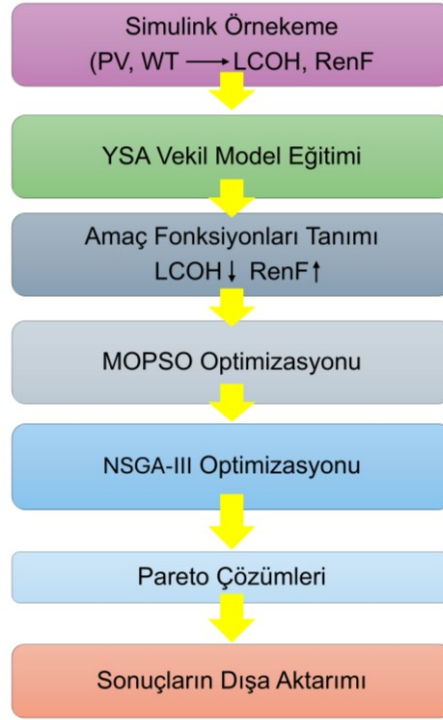 Simulink Örnekeme
(PV, WT → LCOH, RenF
YSA Vekil Model Eğitimi
Amaç Fonksiyonları Tanımı
LCOH↓ RenF↑
MOPSO Optimizasyonu
NSGA-III Optimizasyonu
Pareto Çözümleri
Sonuçların Dışa Aktarımı